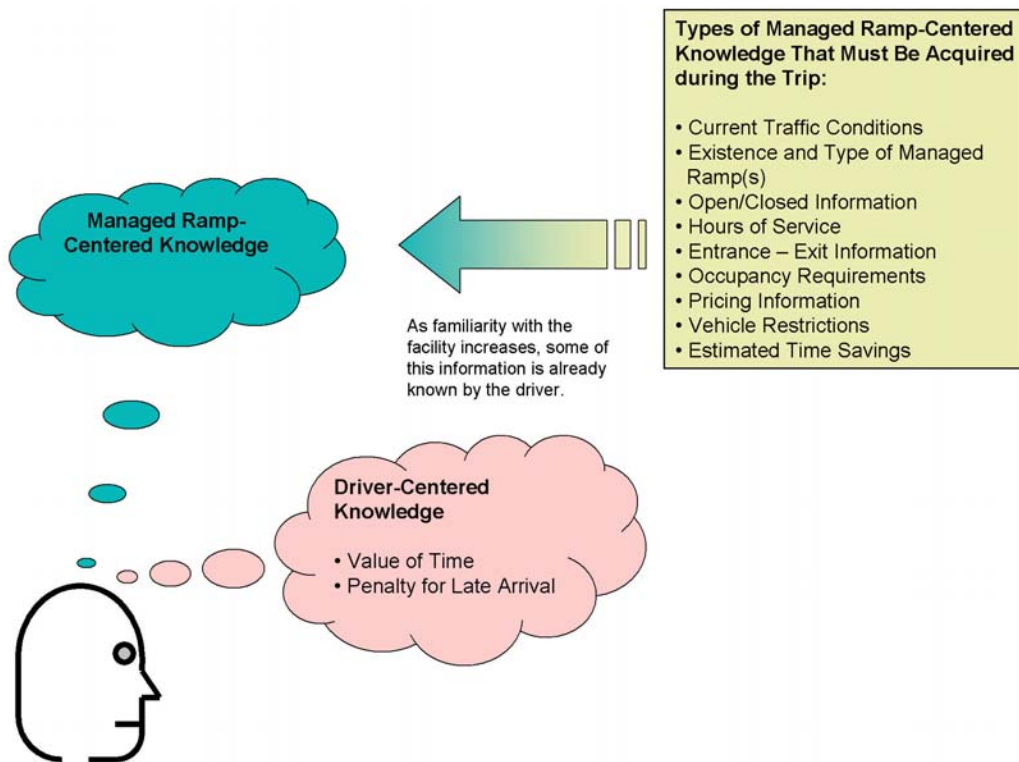 Types of Managed Ramp-Centered
Knowledge That Must Be Acquired
during the Trip:
• Current Traffic Conditions
• Existence and Type of Managed
Ramp(s)
• Open/Closed Information
• Hours of Service
• Entrance – Exit Information
• Occupancy Requirements
• Pricing Information
• Vehicle Restrictions
• Estimated Time Savings
Managed Ramp-
Centered Knowledge
As familiarity with the
facility increases, some of
this information is already
known by the driver.
Driver-Centered
Knowledge
• Value of Time
• Penalty for Late Arrival